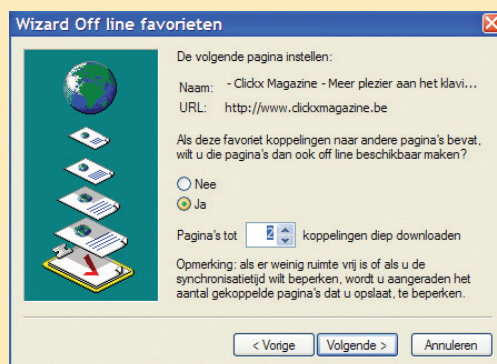 Wizard Off line favorieten
De volgende pagina instellen:
Naam: - Clickx Magazine - Meer plezier aan het klavi...
URL: http://www.clickxmagazine.be
Als deze favoriet koppelingen naar andere pagina's bevat,
wilt u die pagina's dan ook off line beschikbaar maken?
Nee
Ja
Pagina's tot 2 koppelingen diep downloaden
Opmerking: als er weinig ruimte vrij is of als u de
synchronisatietijd wilt beperken, wordt u aangeraden het
aantal gekoppelde pagina's dat u opslaat, te beperken.
< Vorige Volgende > Annuleren